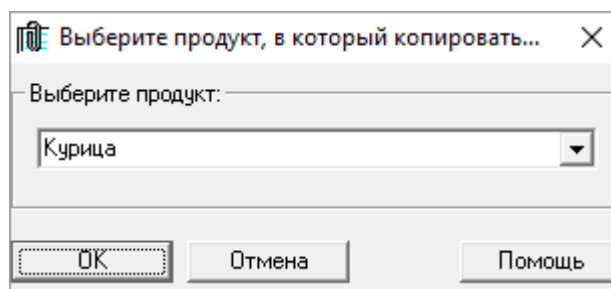 Выберите продукт, в который копировать...
Выберите продукт:
Курица
OK Отмена Помощь